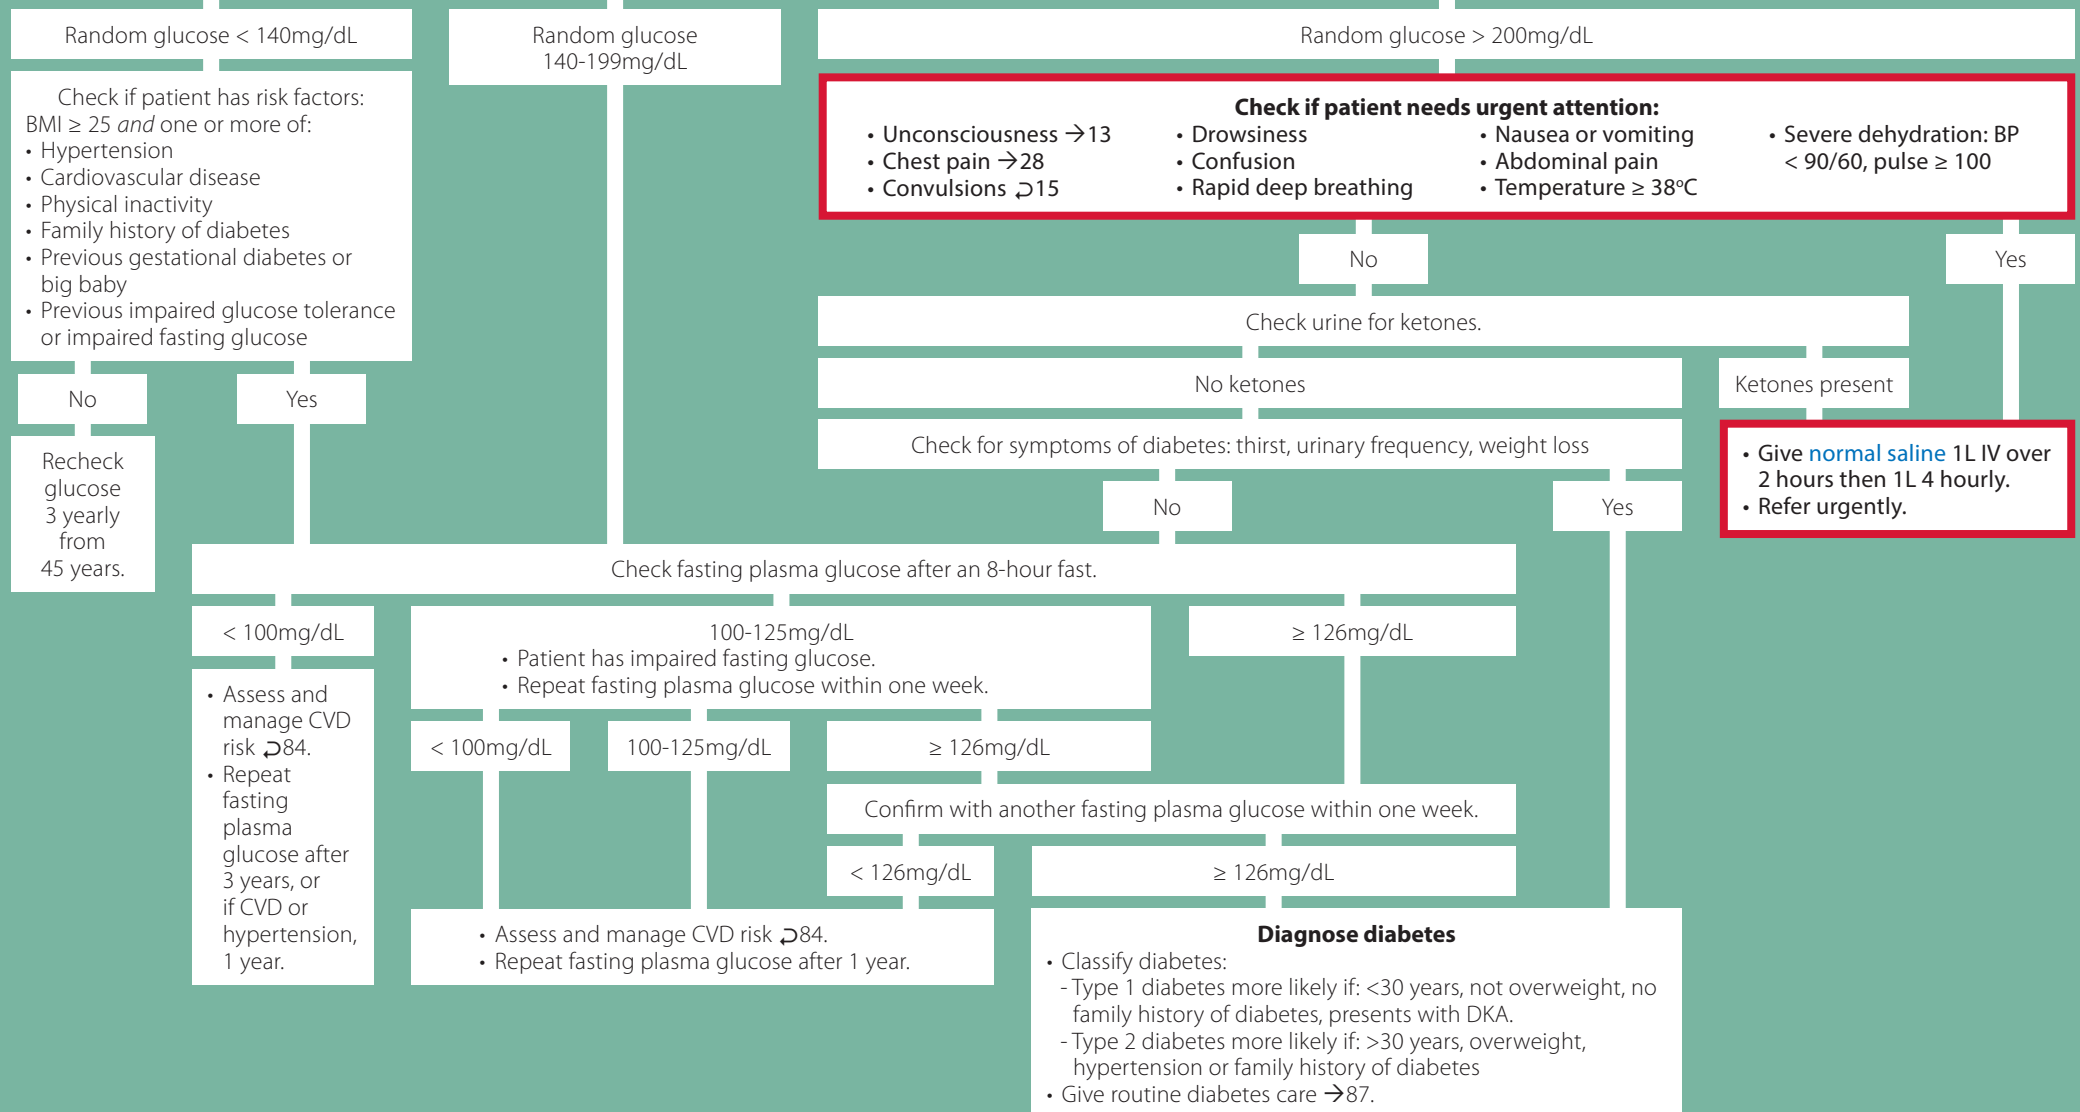 Random glucose < 140mg/dL
Random glucose
140-199mg/dL
Random glucose > 200mg/dL
Check if patient has risk factors:
BMI ≥ 25 and one or more of:
• Hypertension
• Cardiovascular disease
• Physical inactivity
• Family history of diabetes
• Previous gestational diabetes or
big baby
• Previous impaired glucose tolerance
or impaired fasting glucose
Check if patient needs urgent attention:
• Unconsciousness →13
• Chest pain →28
• Convulsions ⮌15
• Drowsiness
• Confusion
• Rapid deep breathing
• Nausea or vomiting
• Abdominal pain
• Temperature ≥ 38ºC
• Severe dehydration: BP
< 90/60, pulse ≥ 100
No
Yes
Check urine for ketones.
No ketones
Ketones present
No
Yes
Recheck
glucose
3 yearly
from
45 years.
Check for symptoms of diabetes: thirst, urinary frequency, weight loss
• Give normal saline 1L IV over
2 hours then 1L 4 hourly.
• Refer urgently.
No
Yes
Check fasting plasma glucose after an 8-hour fast.
< 100mg/dL
100-125mg/dL
• Patient has impaired fasting glucose.
• Repeat fasting plasma glucose within one week.
≥ 126mg/dL
• Assess and
manage CVD
risk ⮌84.
• Repeat
fasting
plasma
glucose after
3 years, or
if CVD or
hypertension,
1 year.
< 100mg/dL
100-125mg/dL
≥ 126mg/dL
Confirm with another fasting plasma glucose within one week.
< 126mg/dL
≥ 126mg/dL
• Assess and manage CVD risk ⮌84.
• Repeat fasting plasma glucose after 1 year.
Diagnose diabetes
• Classify diabetes:
- Type 1 diabetes more likely if: <30 years, not overweight, no
family history of diabetes, presents with DKA.
- Type 2 diabetes more likely if: >30 years, overweight,
hypertension or family history of diabetes
• Give routine diabetes care →87.